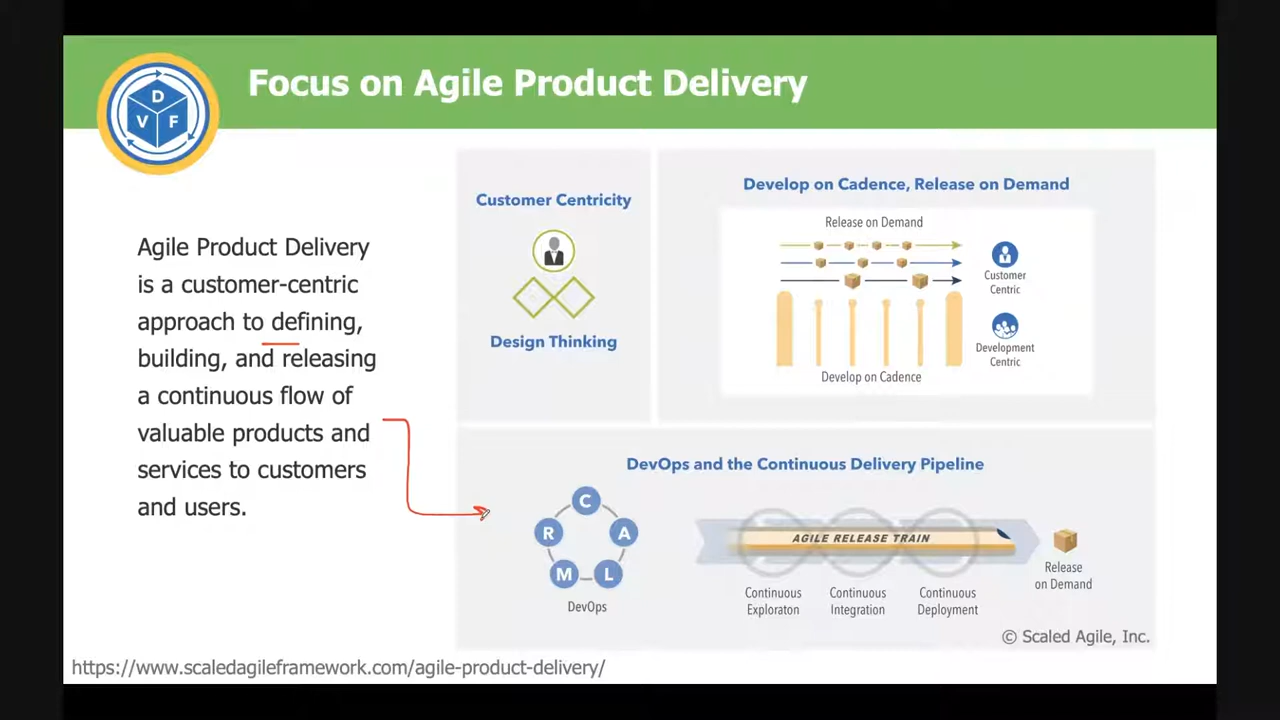 D
V F
Focus on Agile Product Delivery
Agile Product Delivery
is a customer-centric
approach to defining,
building, and releasing
a continuous flow of
valuable products and
services to customers
and users.
Customer Centricity
Design Thinking
Develop on Cadence, Release on Demand
Release on Demand
Customer
Centric
Development
Centric
Develop on Cadence
DevOps and the Continuous Delivery Pipeline
C
R A
M L
DevOps
AGILE RELEASE TRAIN
Continuous
Exploraton
Continuous
Integration
Continuous
Deployment
Release
on Demand
© Scaled Agile, Inc.
https://www.scaledagileframework.com/agile-product-delivery/